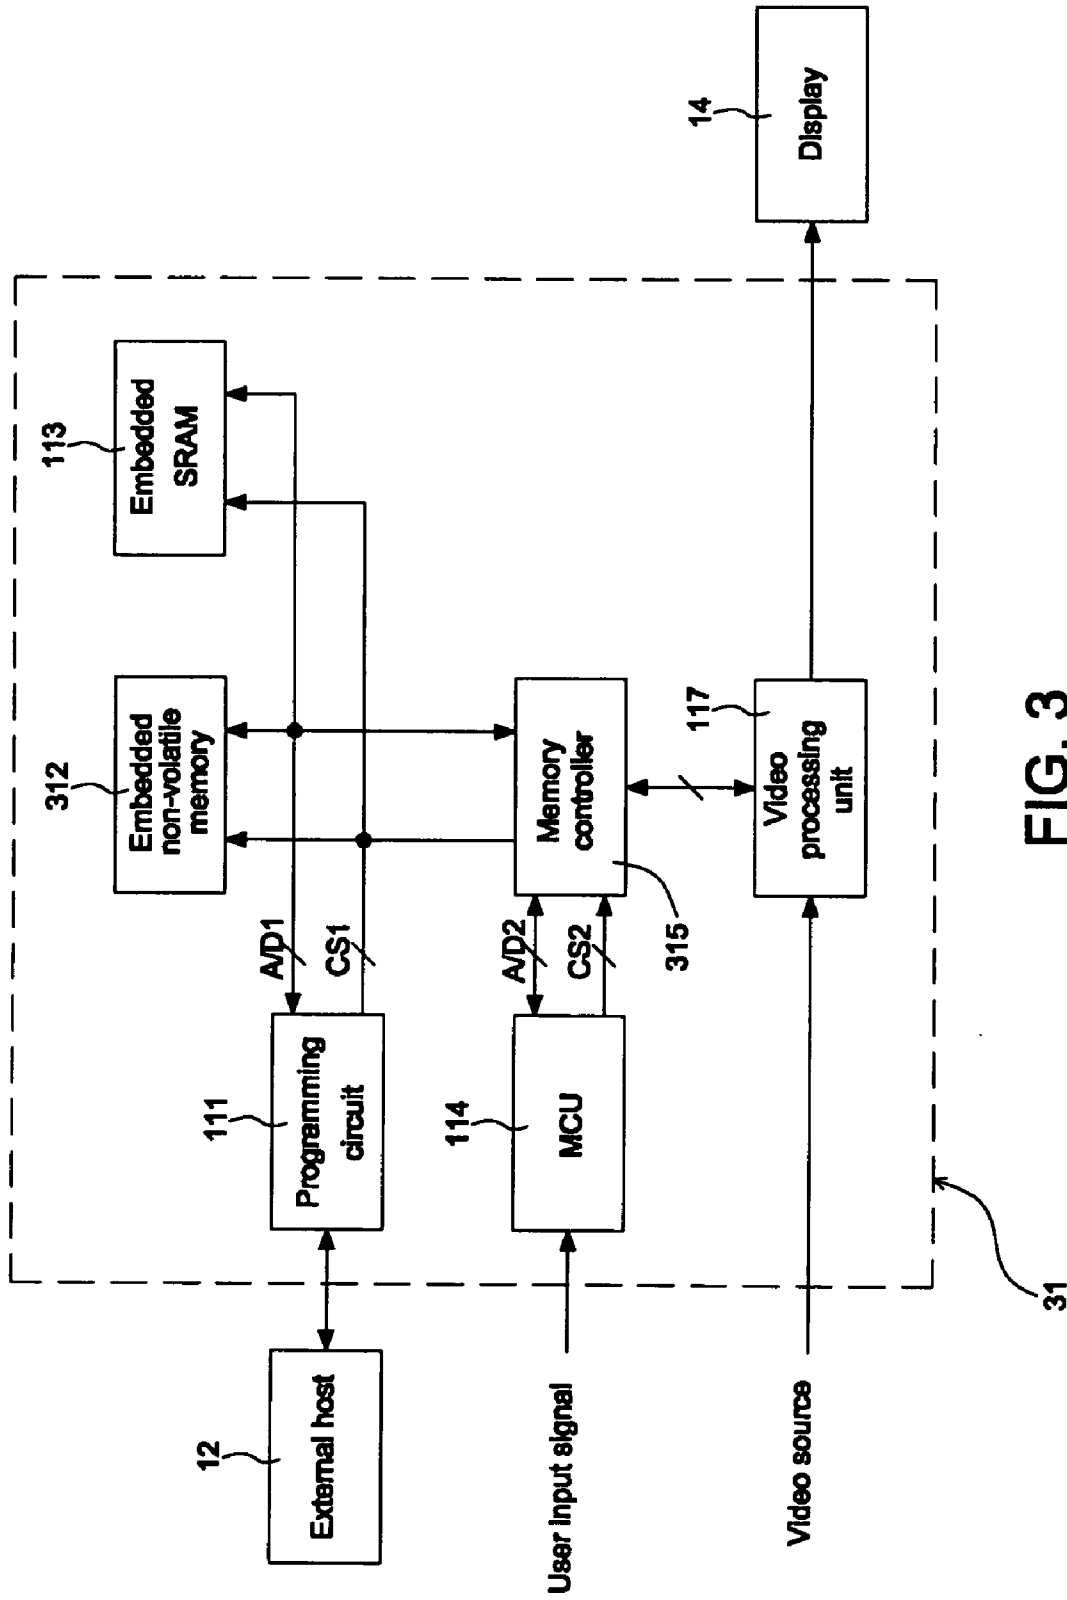 12
External host
111
Programming
circuit
A/D1
CS1
312
Embedded
non-volatile
memory
113
Embedded
SRAM
User input signal
114
MCU
A/D2
CS2
Memory
controller
315
Video source
117
Video
processing
unit
14
Display
31
FIG. 3